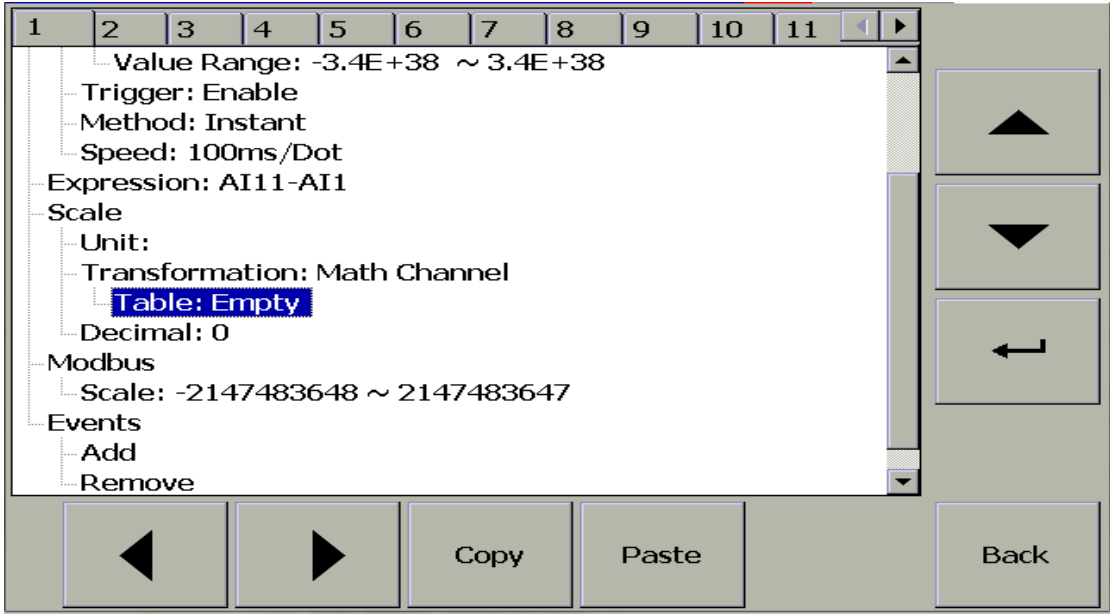 1 2 3 4 5 6 7 8 9 10 11
Value Range: -3.4E+38 ~ 3.4E+38
Trigger: Enable
Method: Instant
Speed: 100ms/Dot
Expression: AI11-AI1
Scale
Unit:
Transformation: Math Channel
Table: Empty
Decimal: 0
Modbus
Scale: -2147483648 ~ 2147483647
Events
Add
Remove
Copy Paste Back